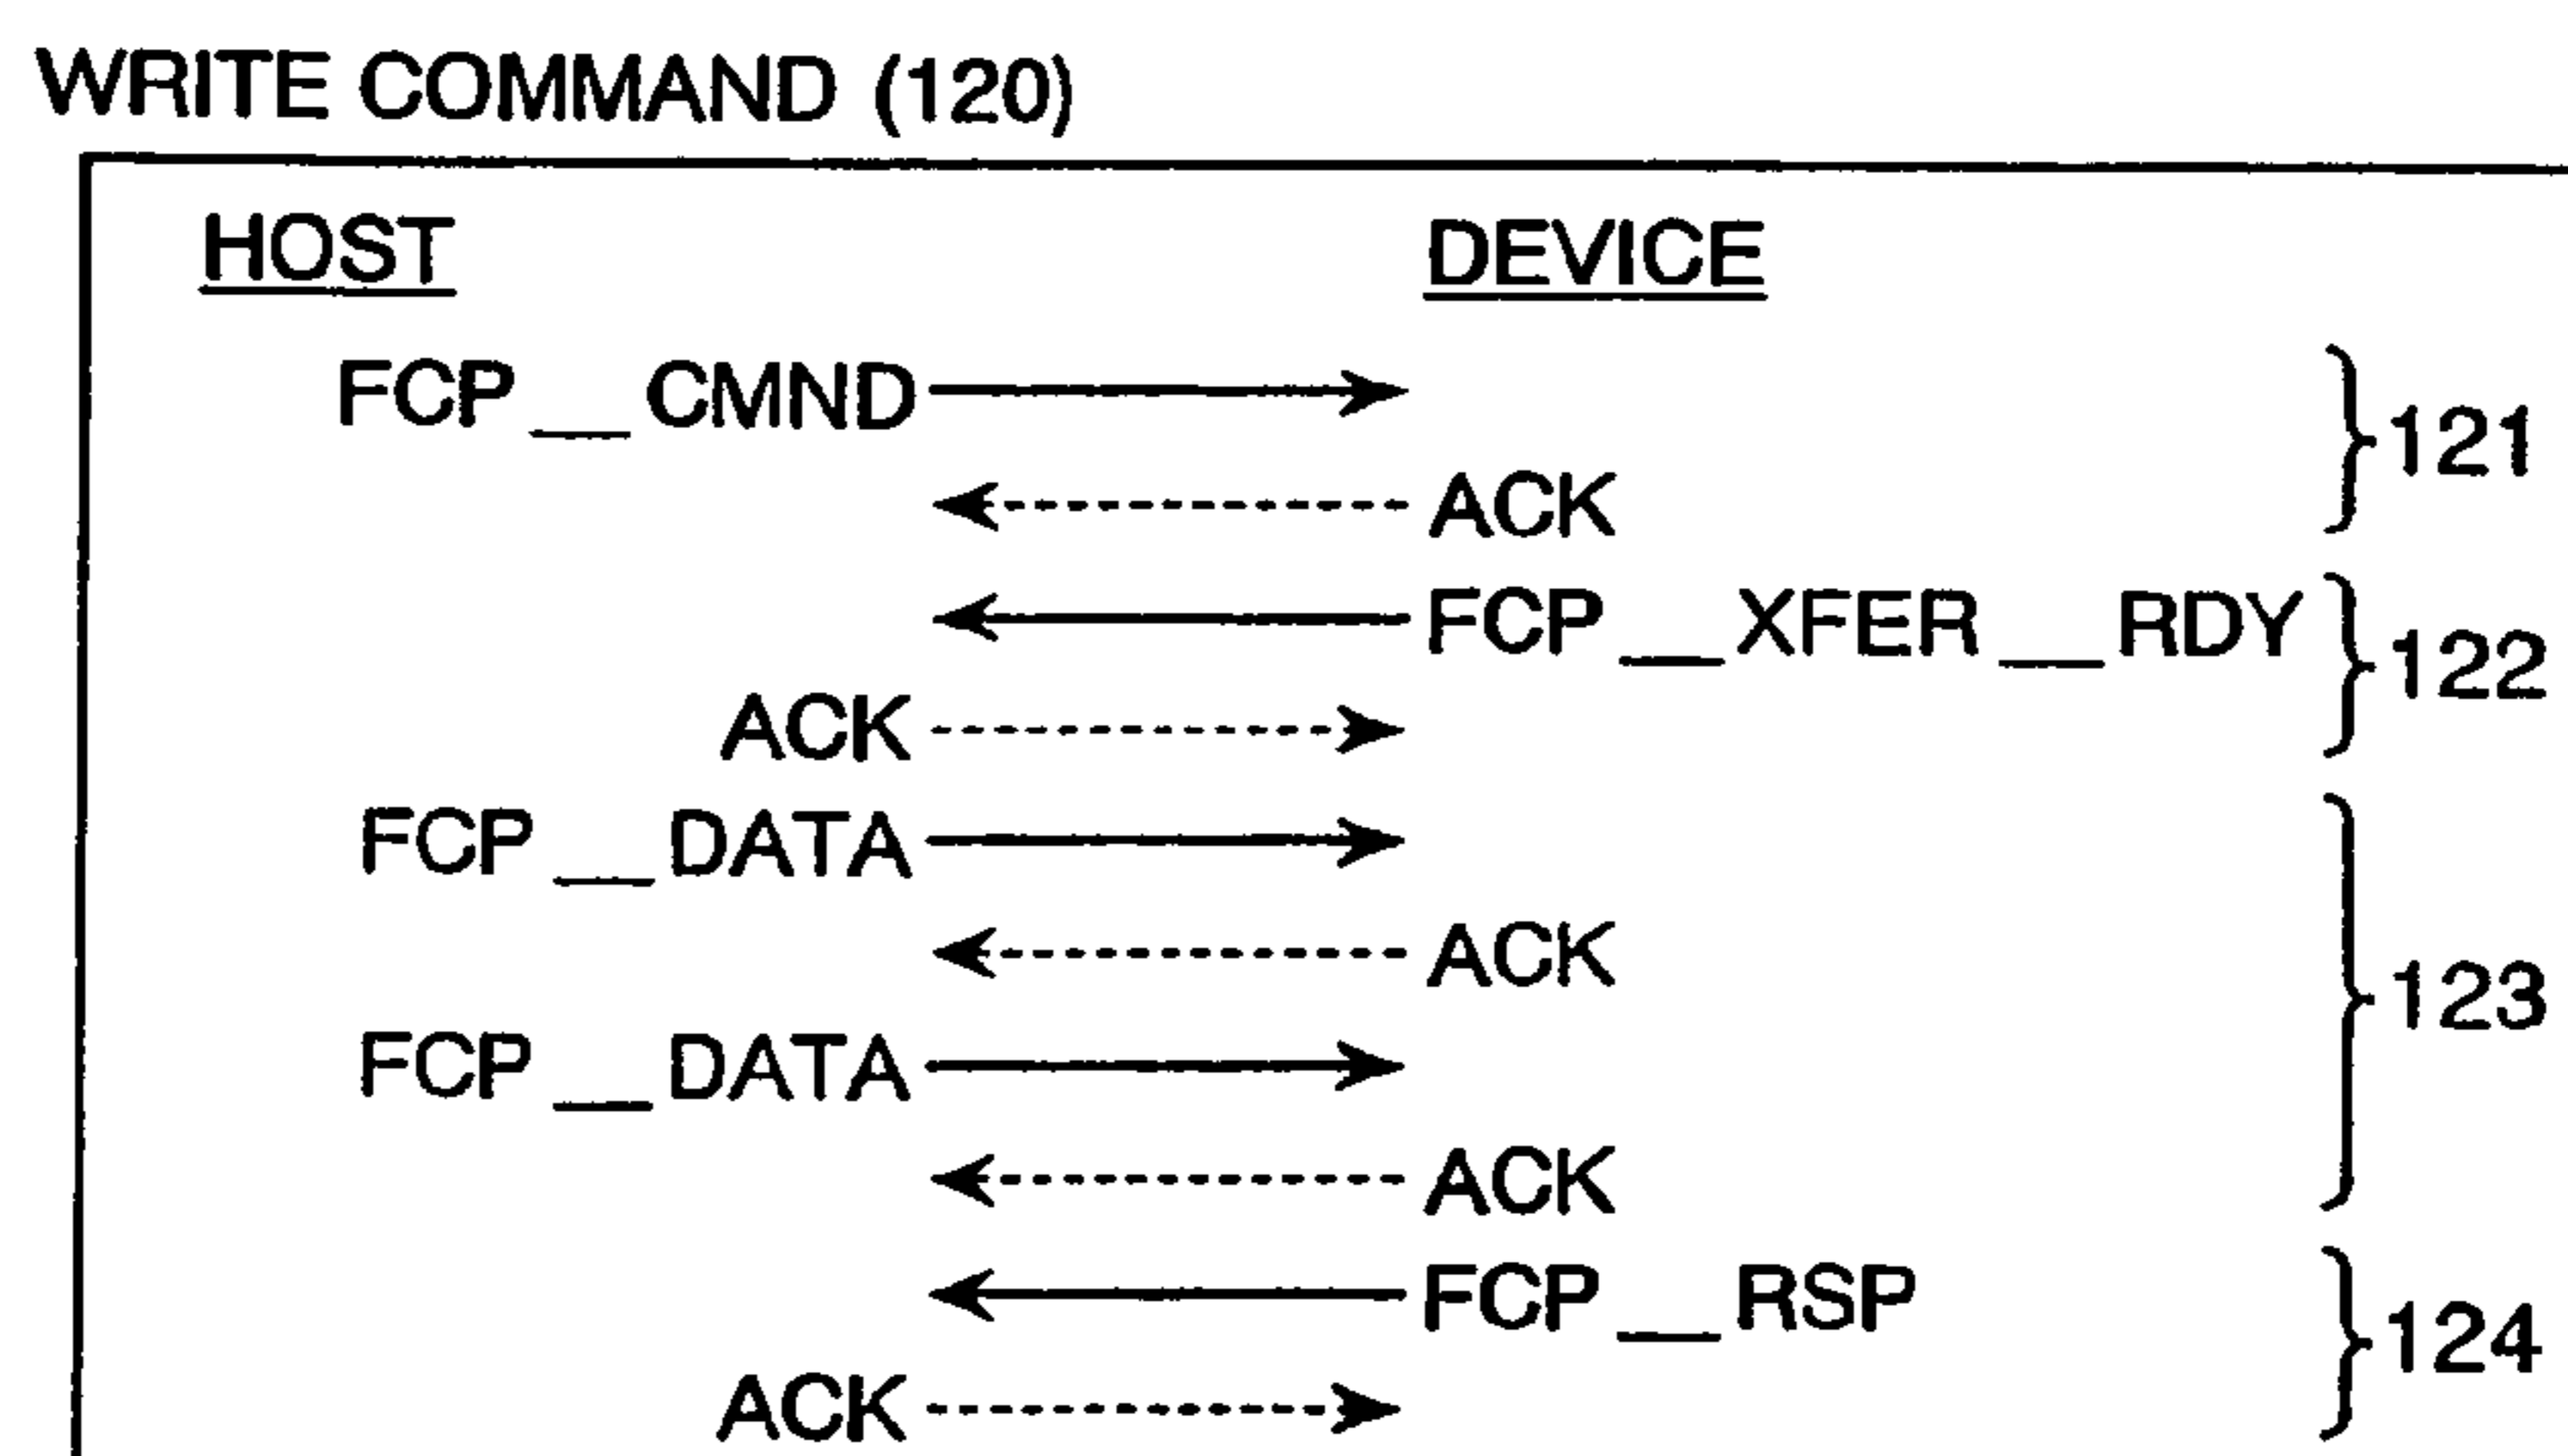 WRITE COMMAND (120)
HOST DEVICE
FCP__CMND
121
ACK
FCP__XFER__RDY
122
ACK
FCP__DATA
ACK
123
FCP__DATA
ACK
FCP__RSP
124
ACK